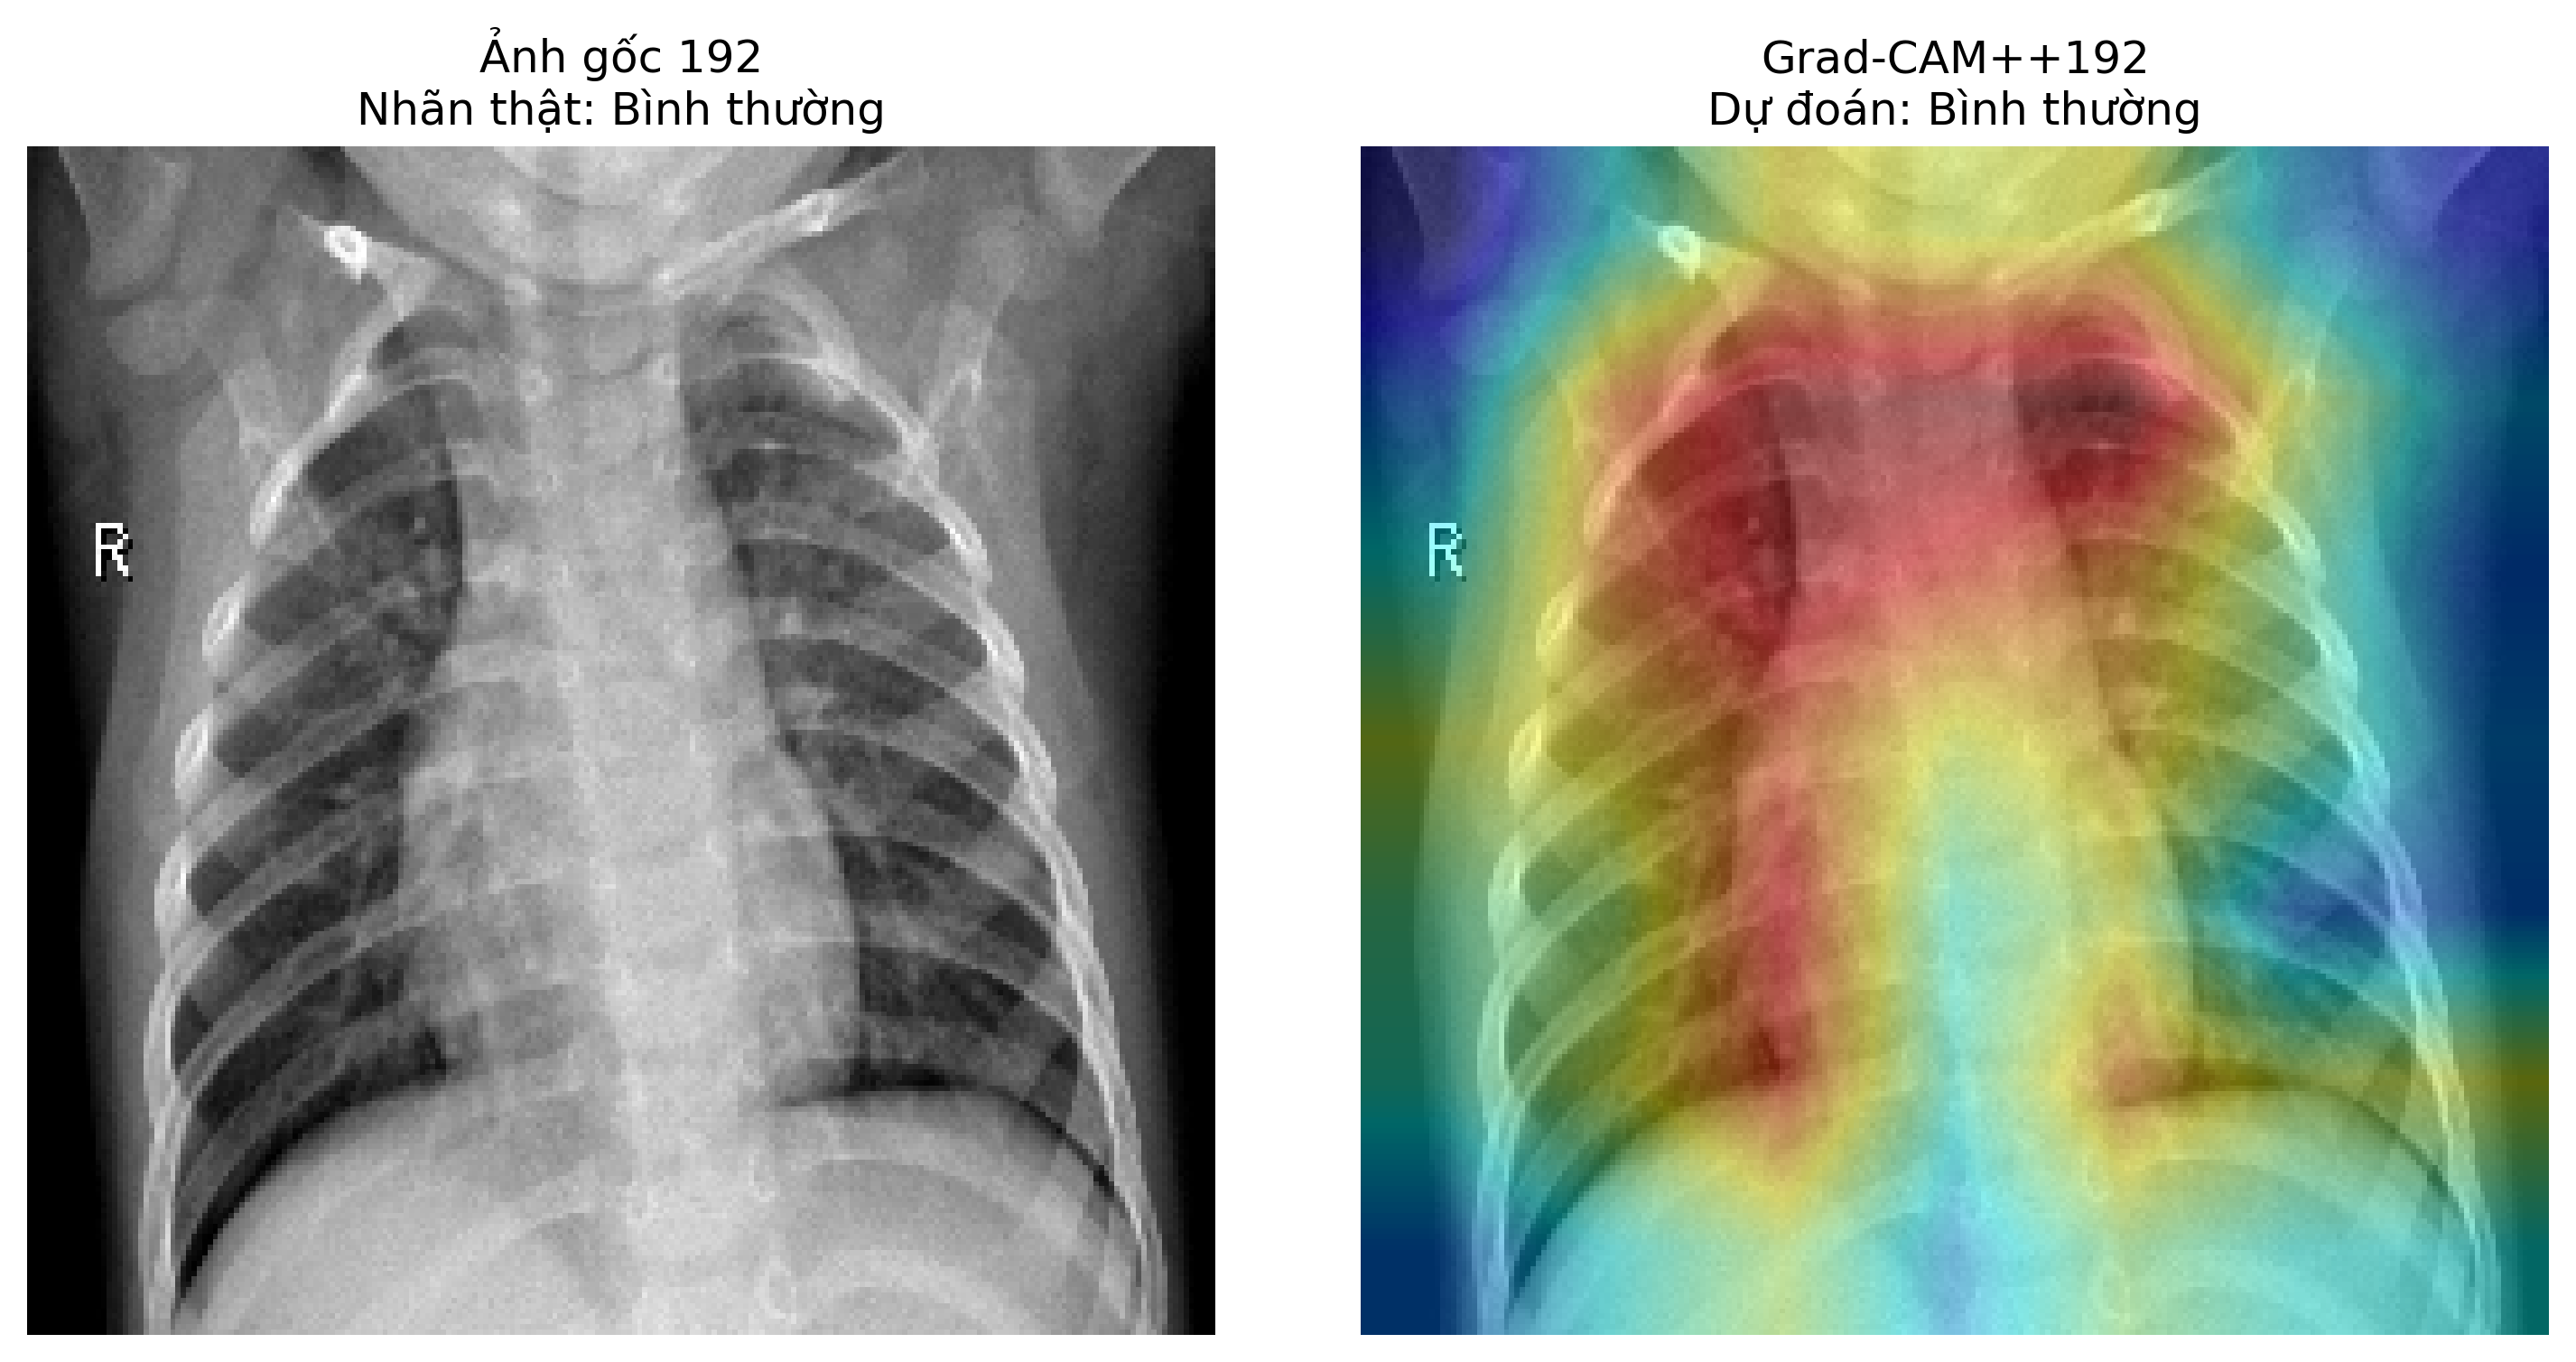 Ảnh gốc 192
Nhãn thật: Bình thường
Grad-CAM++192
Dự đoán: Bình thường
R
R